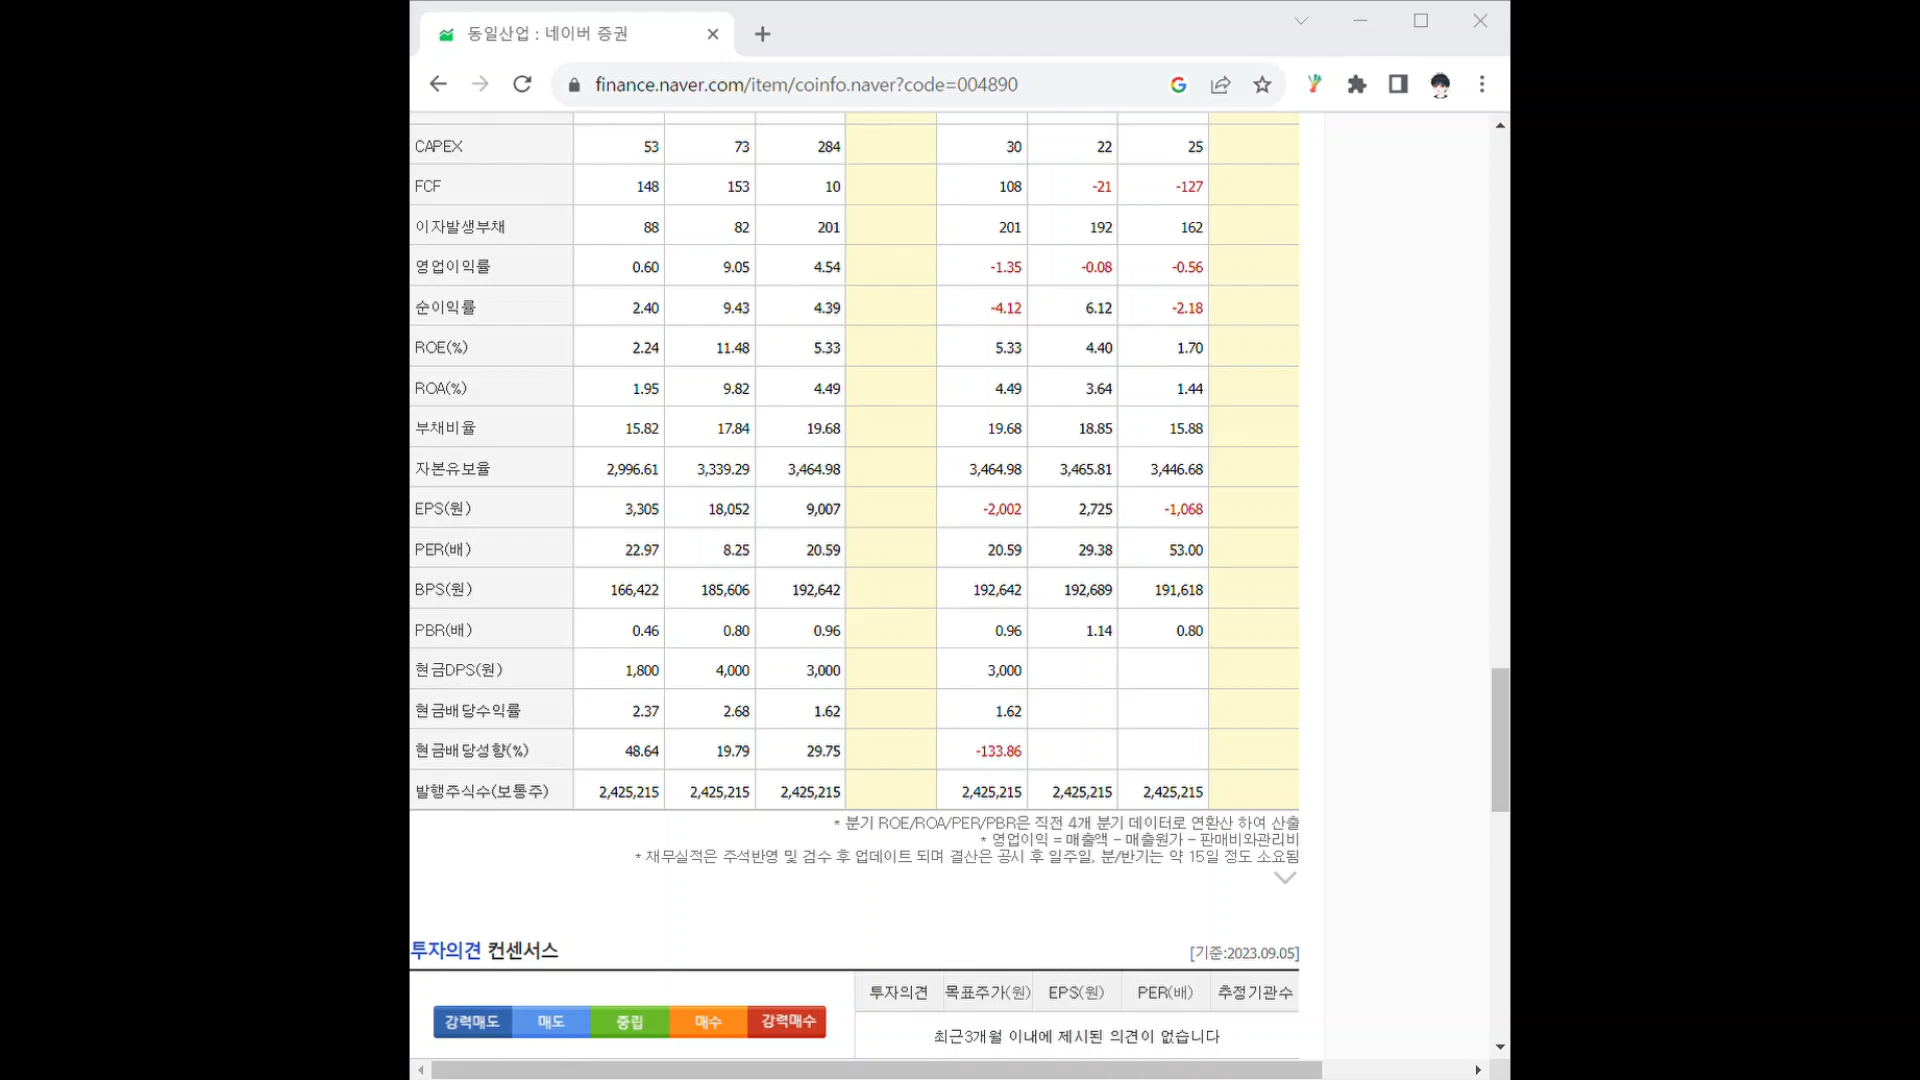 동일산업 : 네이버 증권
finance.naver.com/item/coinfo.naver?code=004890
CAPEX 53 73 284 30 22 25
FCF 148 153 10 108 -21 -127
이자발생부채 88 82 201 201 192 162
영업이익률 0.60 9.05 4.54 -1.35 -0.08 -0.56
순이익률 2.40 9.43 4.39 -4.12 6.12 -2.18
ROE(%) 2.24 11.48 5.33 5.33 4.40 1.70
ROA(%) 1.95 9.82 4.49 4.49 3.64 1.44
부채비율 15.82 17.84 19.68 19.68 18.85 15.88
자본유보율 2,996.61 3,339.29 3,464.98 3,464.98 3,465.81 3,446.68
EPS(원) 3,305 18,052 9,007 -2,002 2,725 -1,068
PER(배) 22.97 8.25 20.59 20.59 29.38 53.00
BPS(원) 166,422 185,606 192,642 192,642 192,689 191,618
PBR(배) 0.46 0.80 0.96 0.96 1.14 0.80
현금DPS(원) 1,800 4,000 3,000 3,000
현금배당수익률 2.37 2.68 1.62 1.62
현금배당성향(%) 48.64 19.79 29.75 -133.86
발행주식수(보통주) 2,425,215 2,425,215 2,425,215 2,425,215 2,425,215 2,425,215
* 분기 ROE/ROA/PER/PBR은 직전 4개 분기 데이터로 연환산 하여 산출
* 영업이익 = 매출액 - 매출원가 - 판매비와관리비
* 재무실적은 주석반영 및 검수 후 업데이트 되며 결산은 공시 후 일주일, 분/반기는 약 15일 정도 소요됨
투자의견 컨센서스 [기준:2023.09.05]
투자의견 목표주가(원) EPS(원) PER(배) 추정기관수
강력매도 매도 중립 매수 강력매수
최근3개월 이내에 제시된 의견이 없습니다